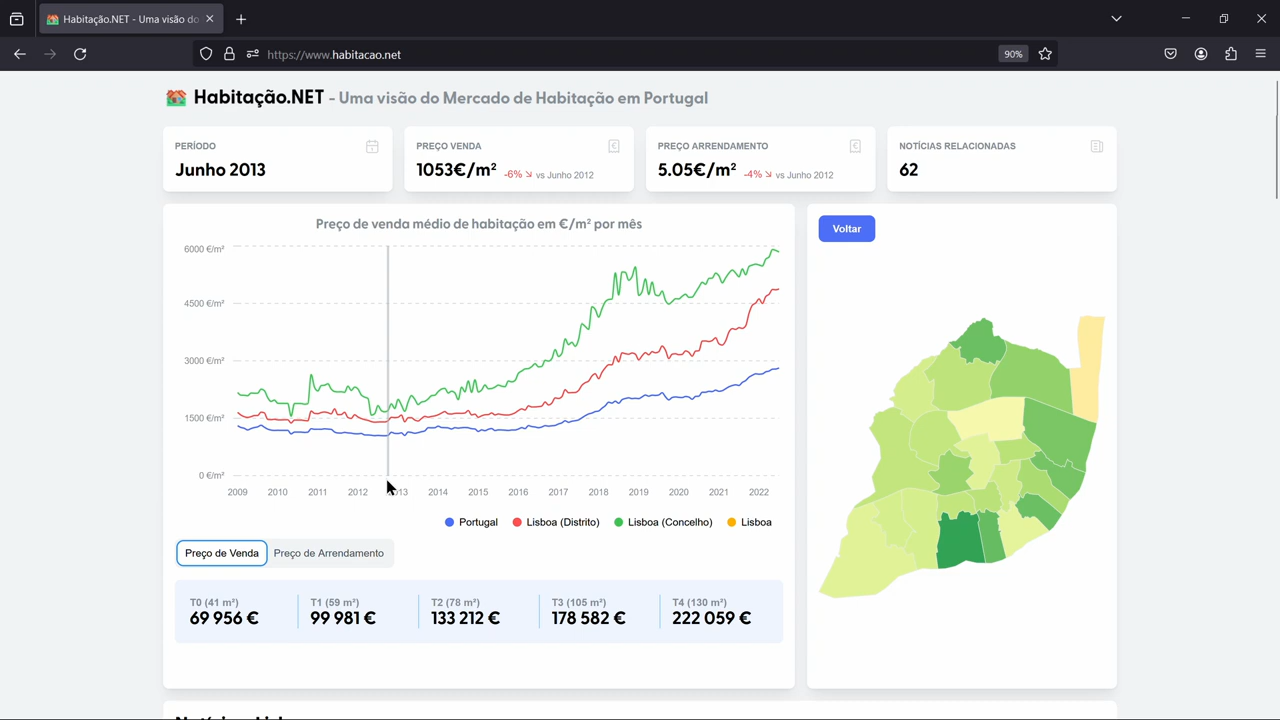 Habitação.NET - Uma visão do
https://www.habitacao.net
90%
Habitação.NET - Uma visão do Mercado de Habitação em Portugal
PERÍODO
Junho 2013
PREÇO VENDA
1053€/m² -6% ↘ vs Junho 2012
PREÇO ARRENDAMENTO
5.05€/m² -4% ↘ vs Junho 2012
NOTÍCIAS RELACIONADAS
62
Preço de venda médio de habitação em €/m² por mês
6000 €/m²
4500 €/m²
3000 €/m²
1500 €/m²
0 €/m²
2009 2010 2011 2012 013 2014 2015 2016 2017 2018 2019 2020 2021 2022
Portugal Lisboa (Distrito) Lisboa (Concelho) Lisboa
Preço de Venda Preço de Arrendamento
T0 (41 m²) T1 (59 m²) T2 (78 m²) T3 (105 m²) T4 (130 m²)
69 956 € 99 981 € 133 212 € 178 582 € 222 059 €
Voltar